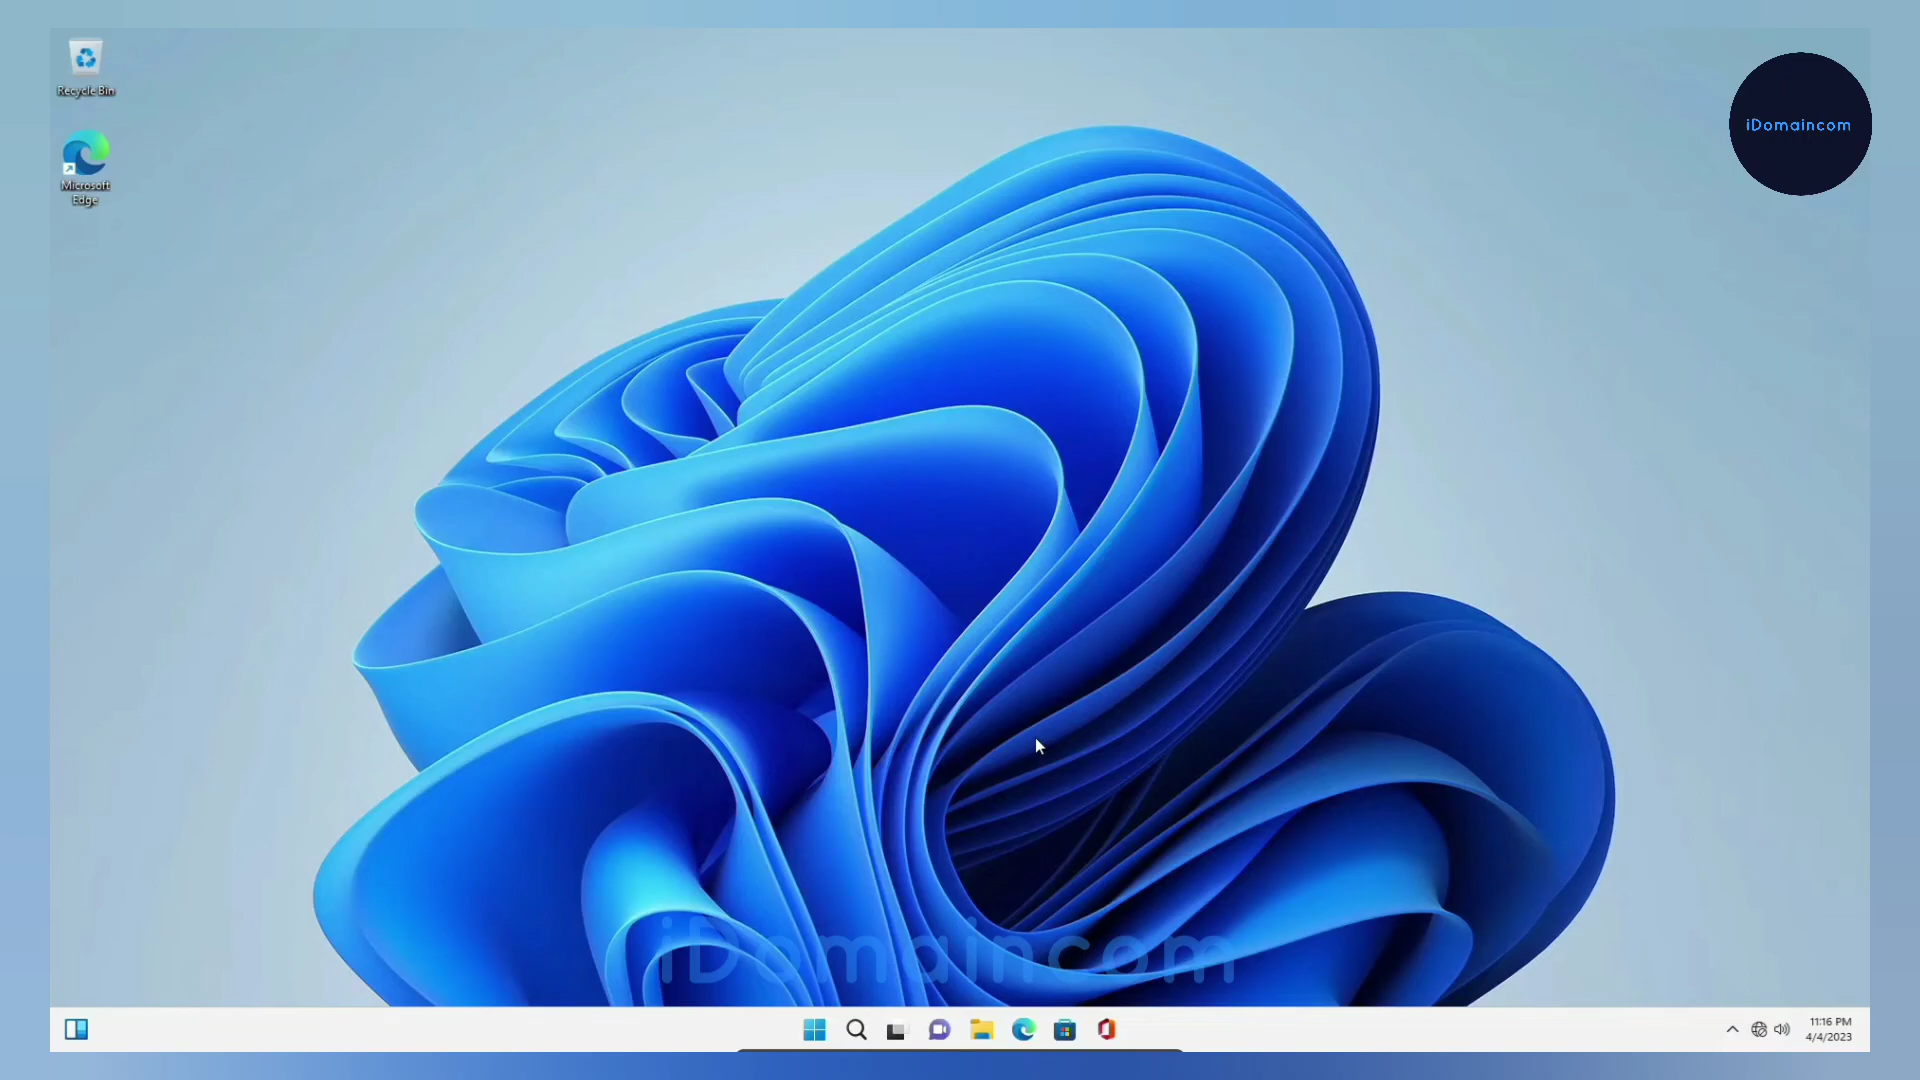 Recycle Bin
Microsoft
Edge
iDomaincom
iDomaincom
11:16 PM
4/4/2023